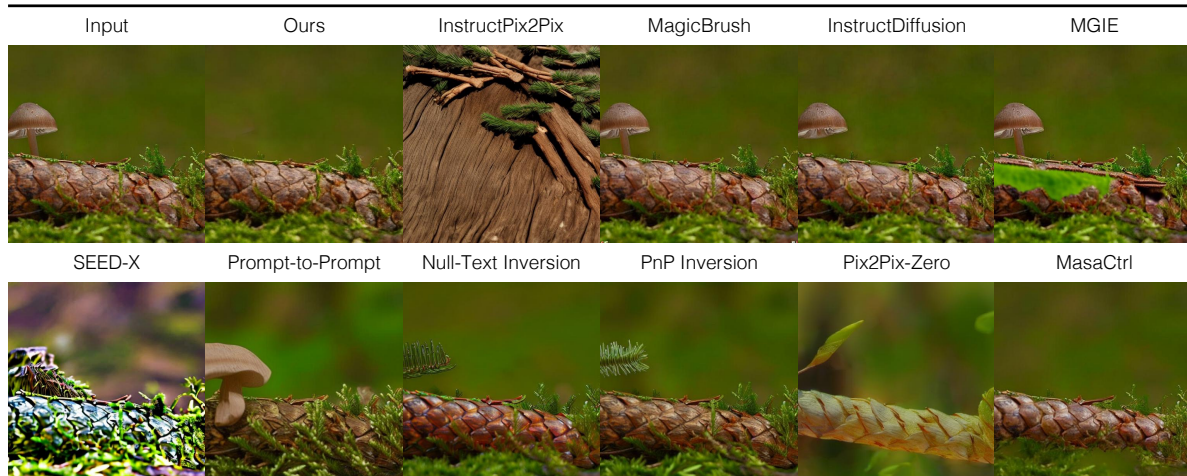 Input Ours InstructPix2Pix MagicBrush InstructDiffusion MGIE
SEED-X Prompt-to-Prompt Null-Text Inversion PnP Inversion Pix2Pix-Zero MasaCtrl